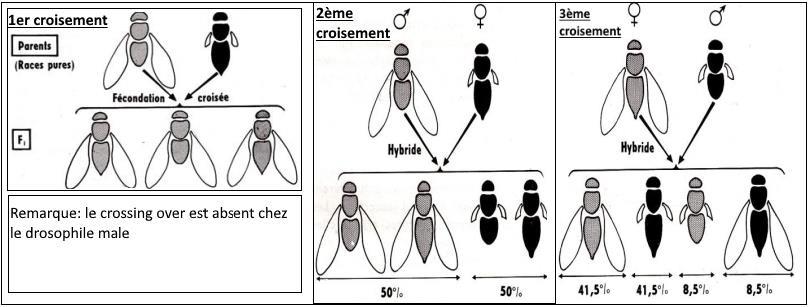 1er croisement
Parents
(Races pures)
Fécondation croisée
F₁
Remarque: le crossing over est absent chez
le drosophile male
2ème
croisement
♂ ♀
Hybride
50% 50%
3ème
croisement
♀ ♂
Hybride
41,5% 41,5% 8,5% 8,5%